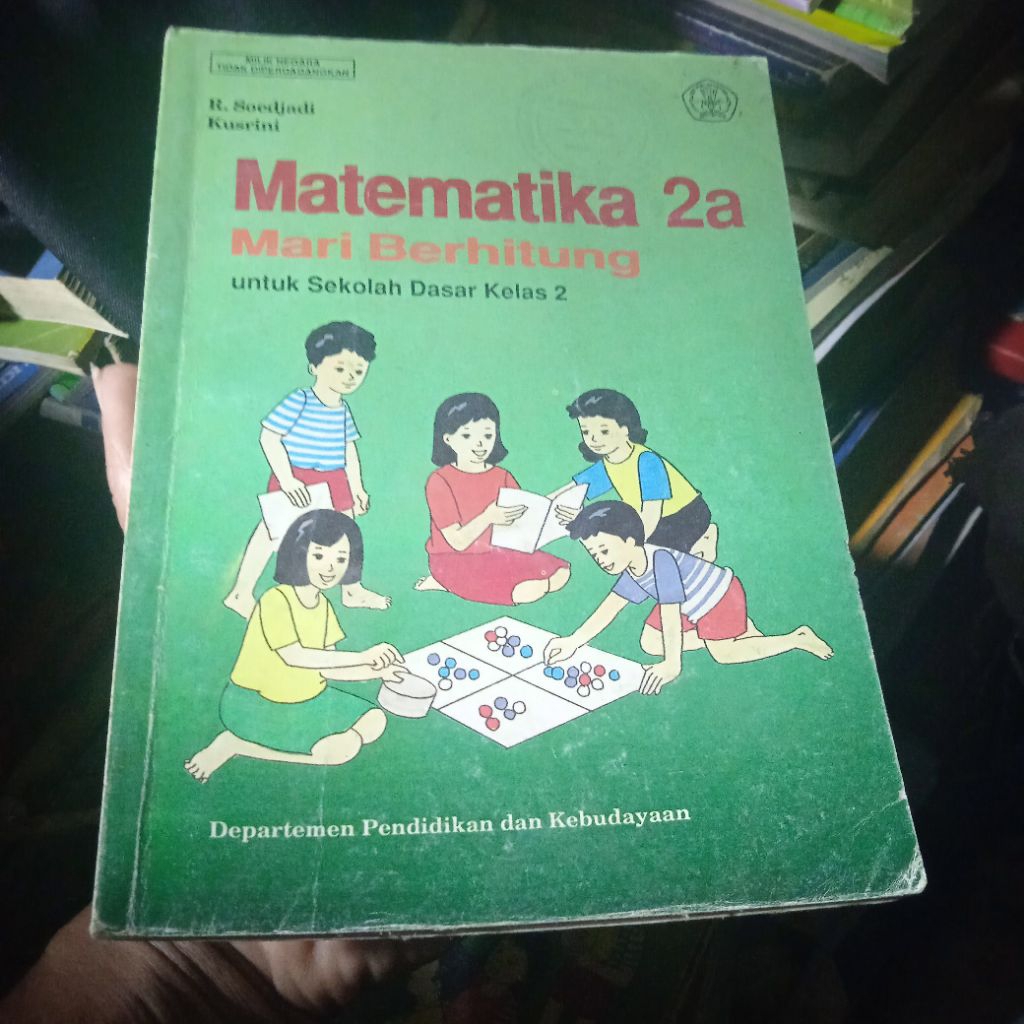 MILIK NEGARA
TIDAK DIPERDAGANGKAN
R. Soedjadi
Kusrini
Matematika 2a
Mari Berhitung
untuk Sekolah Dasar Kelas 2
Departemen Pendidikan dan Kebudayaan